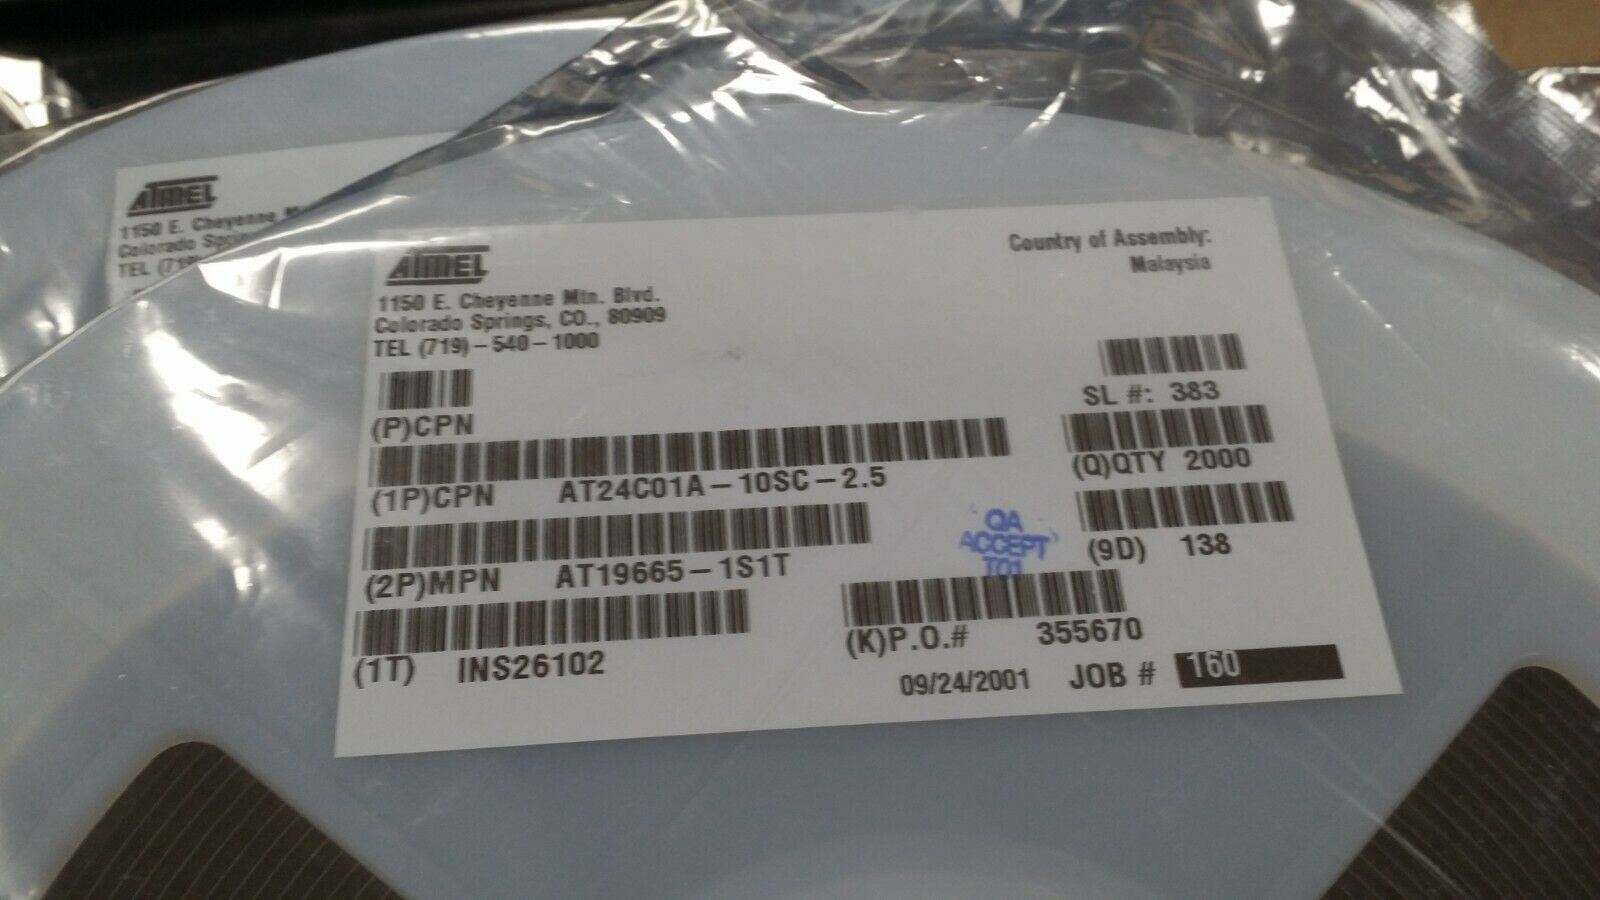 ATMEL
1150 E. Cheyenne
Colorado
TEL (719)
ATMEL
1150 E. Cheyenne Mtn. Blvd.
Colorado Springs, CO., 80909
TEL (719)-540-1000
Country of Assembly:
Malaysia
(P)CPN
SL #: 383
(1P)CPN AT24C01A-10SC-2.5
(Q)QTY 2000
(2P)MPN AT19665-1S1T
QA
ACCEPT
T01
(9D) 138
(1T) INS26102
(K)P.O.# 355670
09/24/2001 JOB # 160